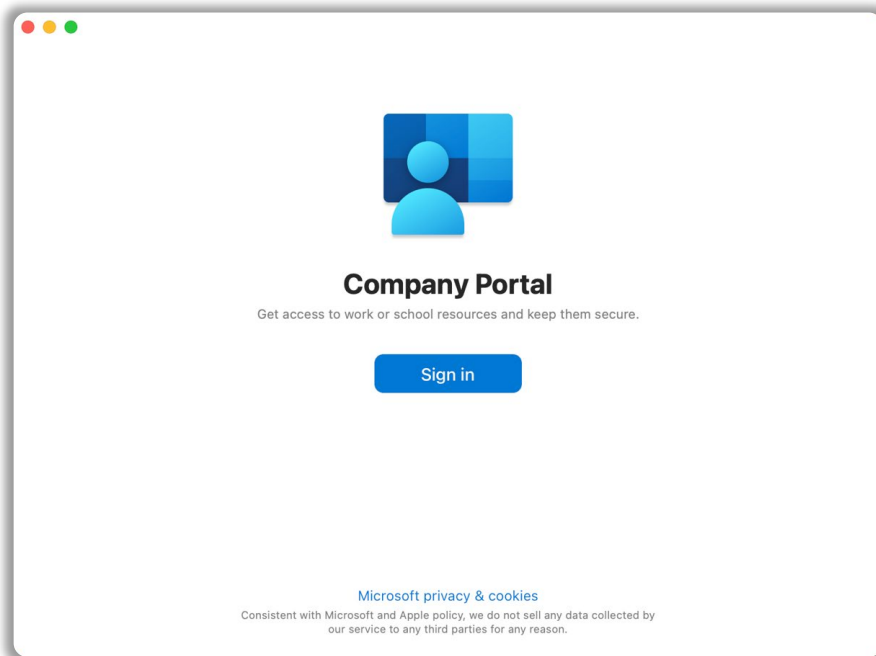 Company Portal
Get access to work or school resources and keep them secure.
Sign in
Microsoft privacy & cookies
Consistent with Microsoft and Apple policy, we do not sell any data collected by
our service to any third parties for any reason.